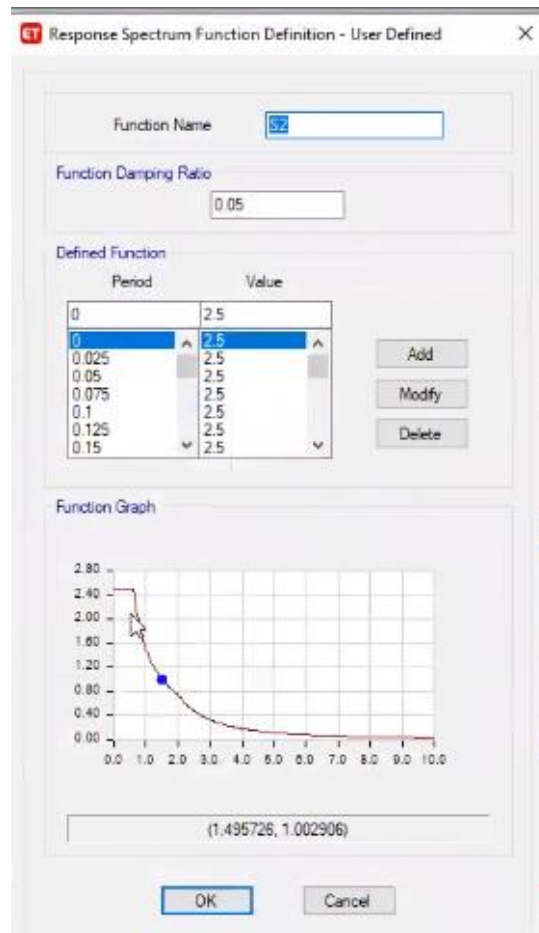 ET Response Spectrum Function Definition - User Defined
Function Name S2
Function Damping Ratio
0.05
Defined Function
Period Value
0 2.5
0 2.5
0.025 2.5
0.05 2.5
0.075 2.5
0.1 2.5
0.125 2.5
0.15 2.5
Add
Modify
Delete
Function Graph
2.80
2.40
2.00
1.60
1.20
0.80
0.40
0.00
0.0 1.0 2.0 3.0 4.0 5.0 6.0 7.0 8.0 9.0 10.0
(1.495726, 1.002906)
OK Cancel